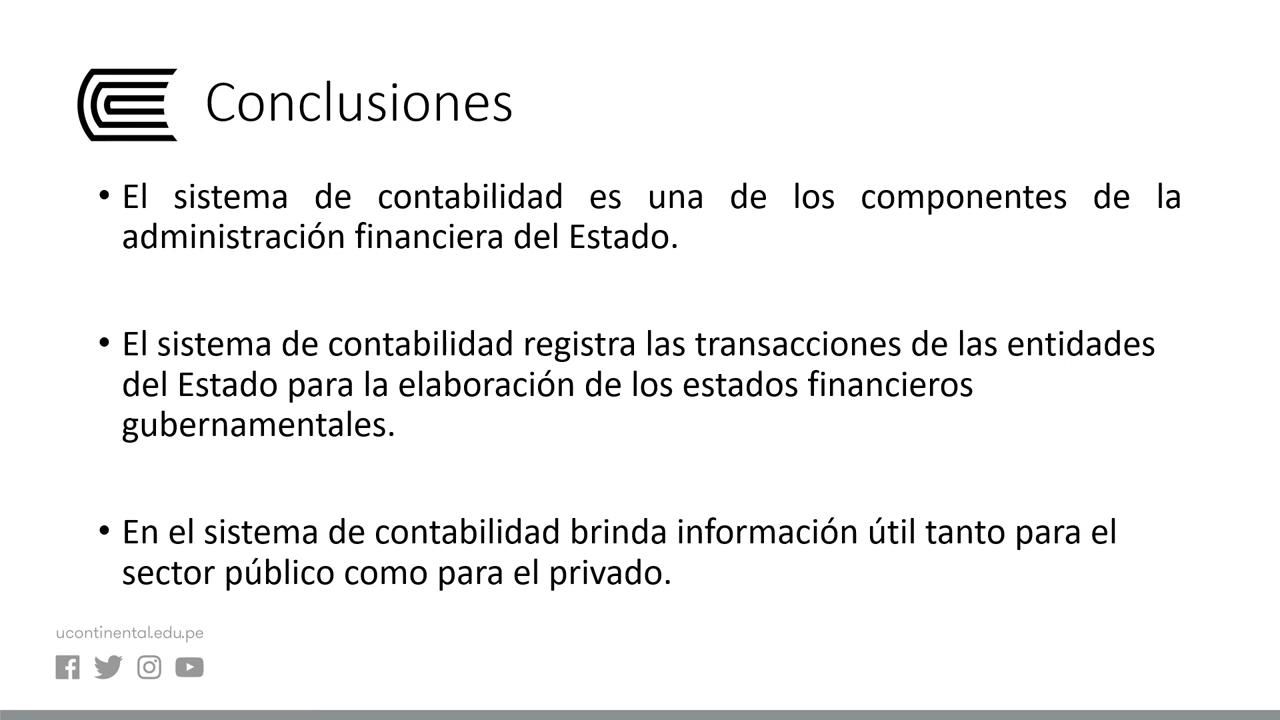 Conclusiones
• El sistema de contabilidad es una de los componentes de la
administración financiera del Estado.
• El sistema de contabilidad registra las transacciones de las entidades
del Estado para la elaboración de los estados financieros
gubernamentales.
• En el sistema de contabilidad brinda información útil tanto para el
sector público como para el privado.
ucontinental.edu.pe